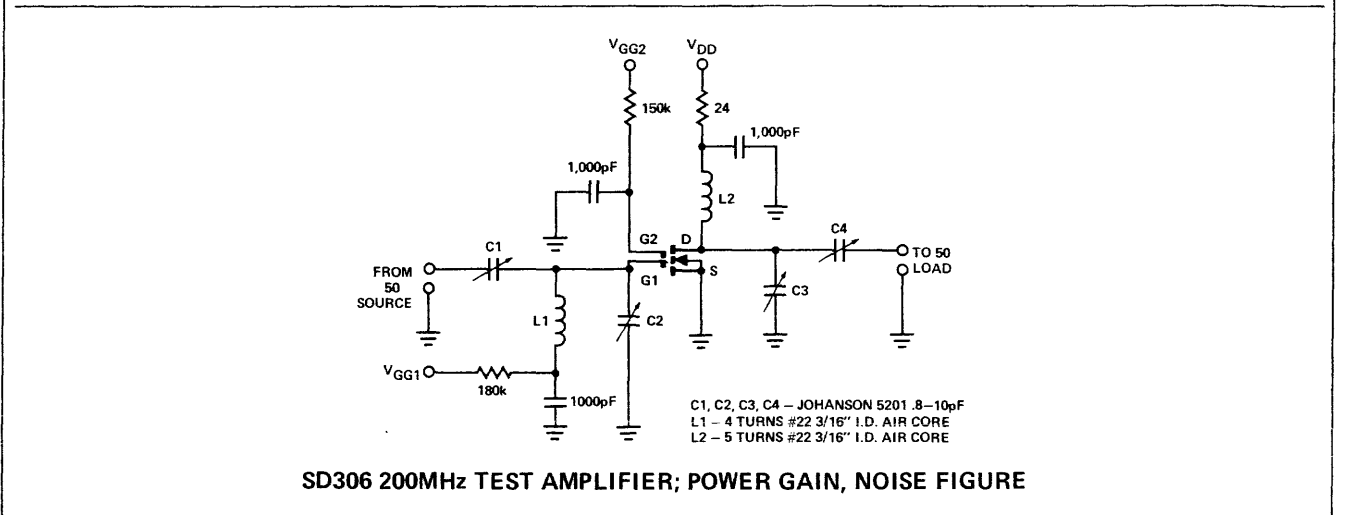 VGG2
VDD
150k
24
1,000pF
1,000pF
L2
G2
D
C4
C1
TO 50
LOAD
FROM
50
SOURCE
G1
S
C3
L1
C2
VGG1
180k
1000pF
C1, C2, C3, C4 – JOHANSON 5201 .8–10pF
L1 – 4 TURNS #22 3/16" I.D. AIR CORE
L2 – 5 TURNS #22 3/16" I.D. AIR CORE
SD306 200MHz TEST AMPLIFIER; POWER GAIN, NOISE FIGURE